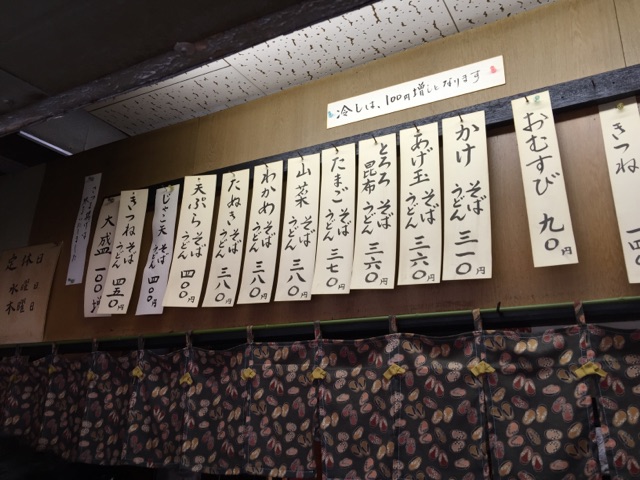 冷しは、100円増しとなります
きつね
一四
おむすび 九〇円
かけ そば うどん 三一〇円
あげ玉 そば うどん 三六〇円
とろろ昆布 そば うどん 三六〇円
たまご そば うどん 三七〇円
山菜 そば うどん 三八〇円
わかめ そば うどん 三八〇円
たぬき そば うどん 三八〇円
天ぷら そば うどん 四〇〇円
じゃこ天 そば うどん 四〇〇円
きつね そば うどん 四五〇円
大盛 一〇〇円
定休日
水曜日
木曜日